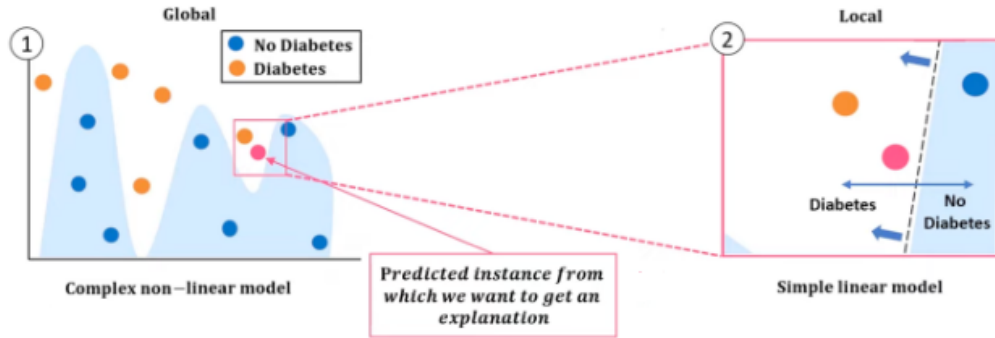 Global
1
No Diabetes
Diabetes
Complex non−linear model
Predicted instance from
which we want to get an
explanation
Local
2
Diabetes
No
Diabetes
Simple linear model